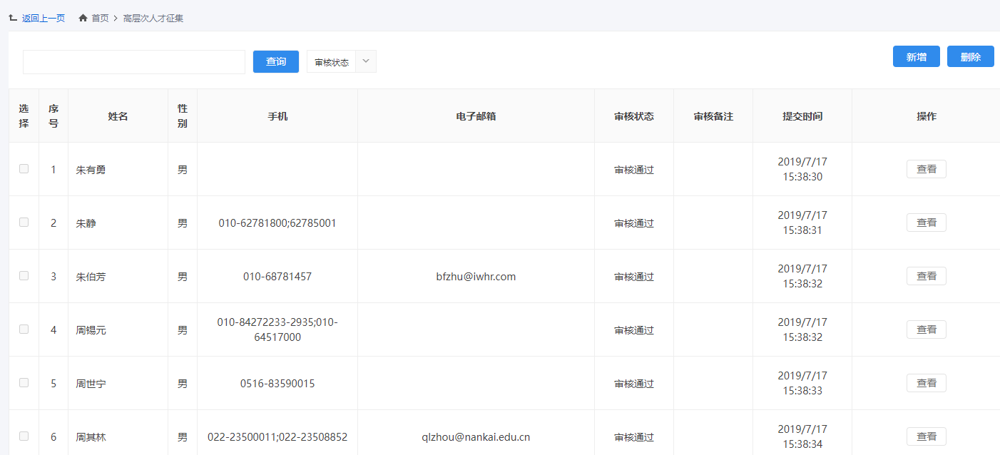 返回上一页 首页 > 高层次人才征集
查询 审核状态 新增 删除
选择 序号 姓名 性别 手机 电子邮箱 审核状态 审核备注 提交时间 操作
1 朱有勇 男 审核通过 2019/7/17 15:38:30 查看
2 朱静 男 010-62781800;62785001 审核通过 2019/7/17 15:38:31 查看
3 朱伯芳 男 010-68781457 bfzhu@iwhr.com 审核通过 2019/7/17 15:38:32 查看
4 周锡元 男 010-84272233-2935;010-64517000 审核通过 2019/7/17 15:38:32 查看
5 周世宁 男 0516-83590015 审核通过 2019/7/17 15:38:33 查看
6 周其林 男 022-23500011;022-23508852 qlzhou@nankai.edu.cn 审核通过 2019/7/17 15:38:34 查看